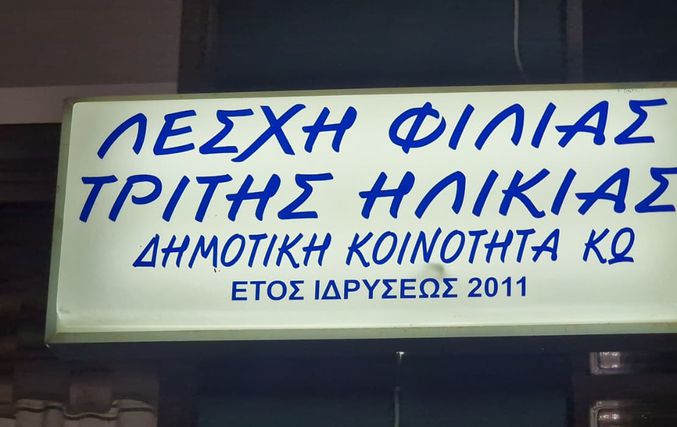 ΛΕΣΧΗ ΦΙΛΙΑΣ
ΤΡΙΤΗΣ ΗΛΙΚΙΑΣ
ΔΗΜΟΤΙΚΗ ΚΟΙΝΟΤΗΤΑ ΚΩ
ΕΤΟΣ ΙΔΡΥΣΕΩΣ 2011